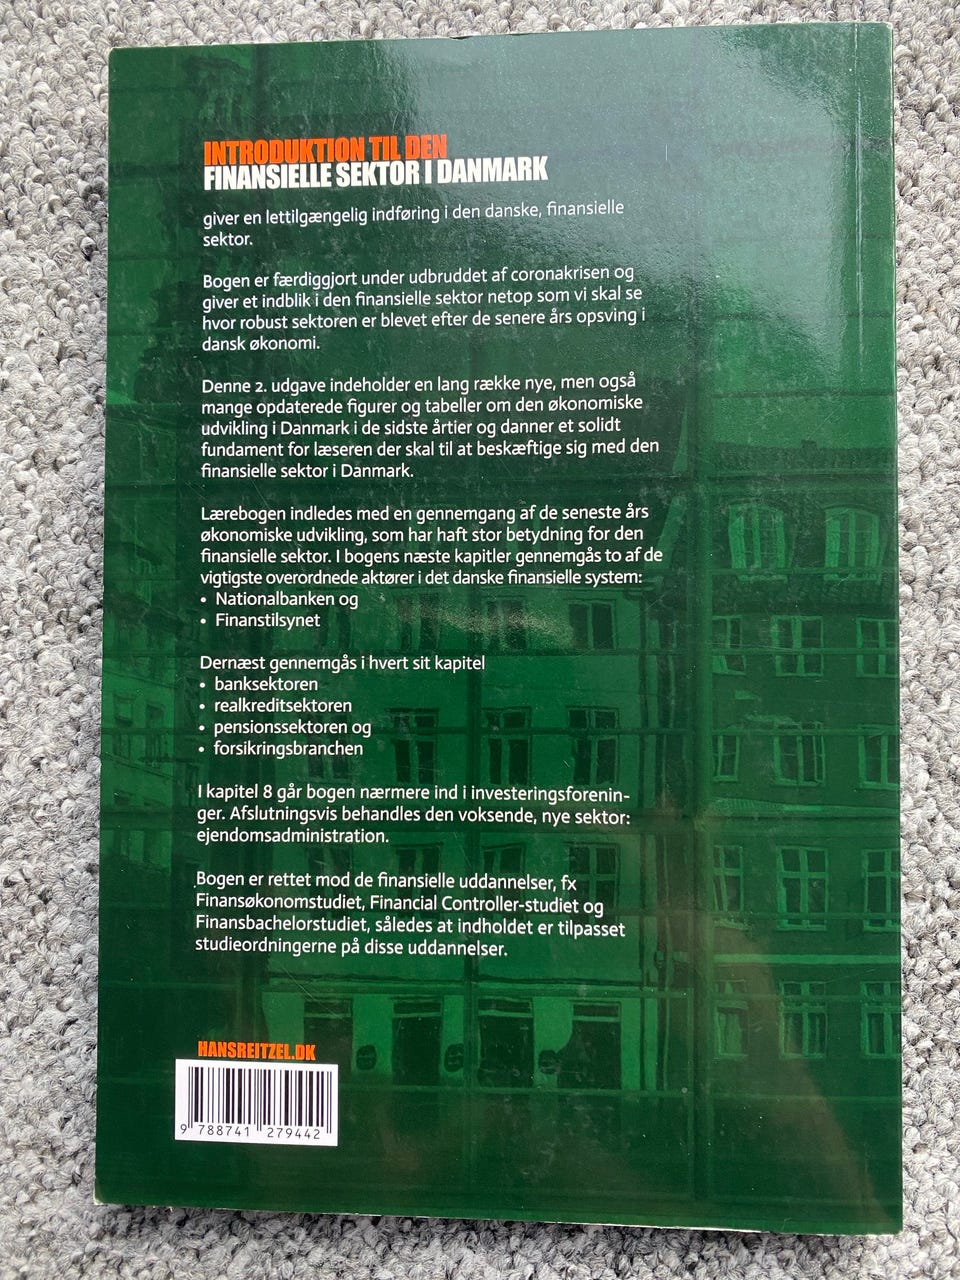 INTRODUKTION TIL DEN
FINANSIELLE SEKTOR I DANMARK
giver en lettilgængelig indføring i den danske, finansielle
sektor.
Bogen er færdiggjort under udbruddet af coronakrisen og
giver et indblik i den finansielle sektor netop som vi skal se
hvor robust sektoren er blevet efter de senere års opsving i
dansk økonomi.
Denne 2. udgave indeholder en lang række nye, men også
mange opdaterede figurer og tabeller om den økonomiske
udvikling i Danmark i de sidste årtier og danner et solidt
fundament for læseren der skal til at beskæftige sig med den
finansielle sektor i Danmark.
Lærebogen indledes med en gennemgang af de seneste års
økonomiske udvikling, som har haft stor betydning for den
finansielle sektor. I bogens næste kapitler gennemgås to af de
vigtigste overordnede aktører i det danske finansielle system:
• Nationalbanken og
• Finanstilsynet
Dernæst gennemgås i hvert sit kapitel
• banksektoren
• realkreditsektoren
• pensionssektoren og
• forsikringsbranchen
I kapitel 8 går bogen nærmere ind i investeringsforenin-
ger. Afslutningsvis behandles den voksende, nye sektor:
ejendomsadministration.
Bogen er rettet mod de finansielle uddannelser, fx
Finansøkonomstudiet, Financial Controller-studiet og
Finansbachelorstudiet, således at indholdet er tilpasset
studieordningerne på disse uddannelser.
HANSREITZEL.DK
9 788741 279442